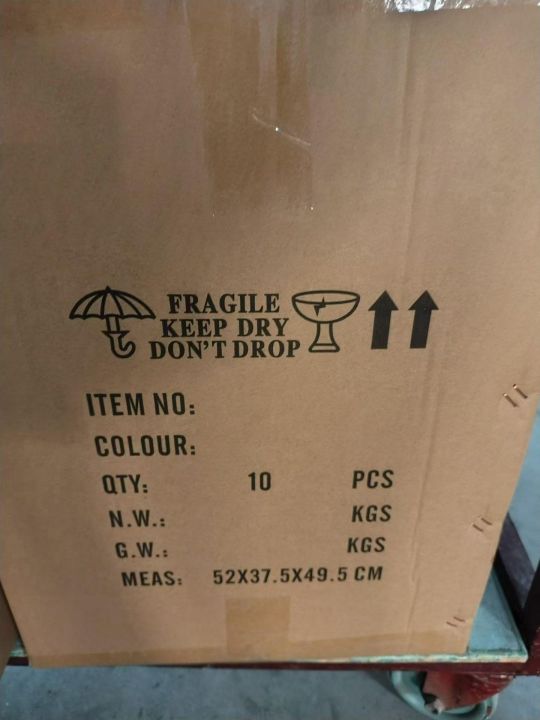 FRAGILE
KEEP DRY
DON'T DROP
ITEM NO:
COLOUR:
QTY: 10 PCS
N.W.: KGS
G.W.: KGS
MEAS: 52X37.5X49.5 CM